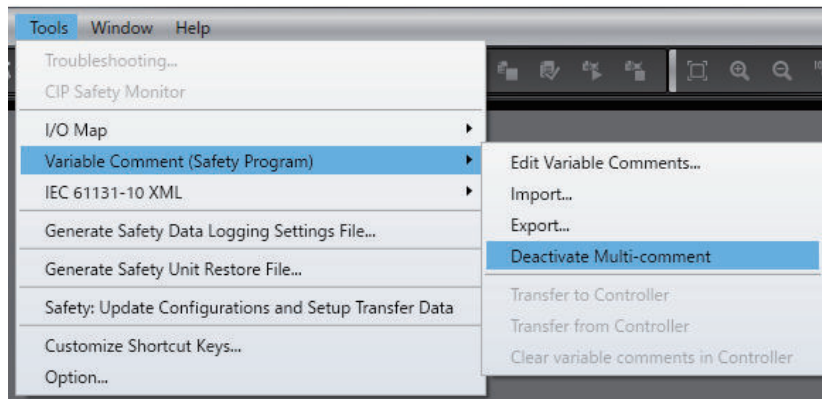 Tools Window Help
Troubleshooting...
CIP Safety Monitor
I/O Map
Variable Comment (Safety Program)
IEC 61131-10 XML
Generate Safety Data Logging Settings File...
Generate Safety Unit Restore File...
Safety: Update Configurations and Setup Transfer Data
Customize Shortcut Keys...
Option...
Edit Variable Comments...
Import...
Export...
Deactivate Multi-comment
Transfer to Controller
Transfer from Controller
Clear variable comments in Controller